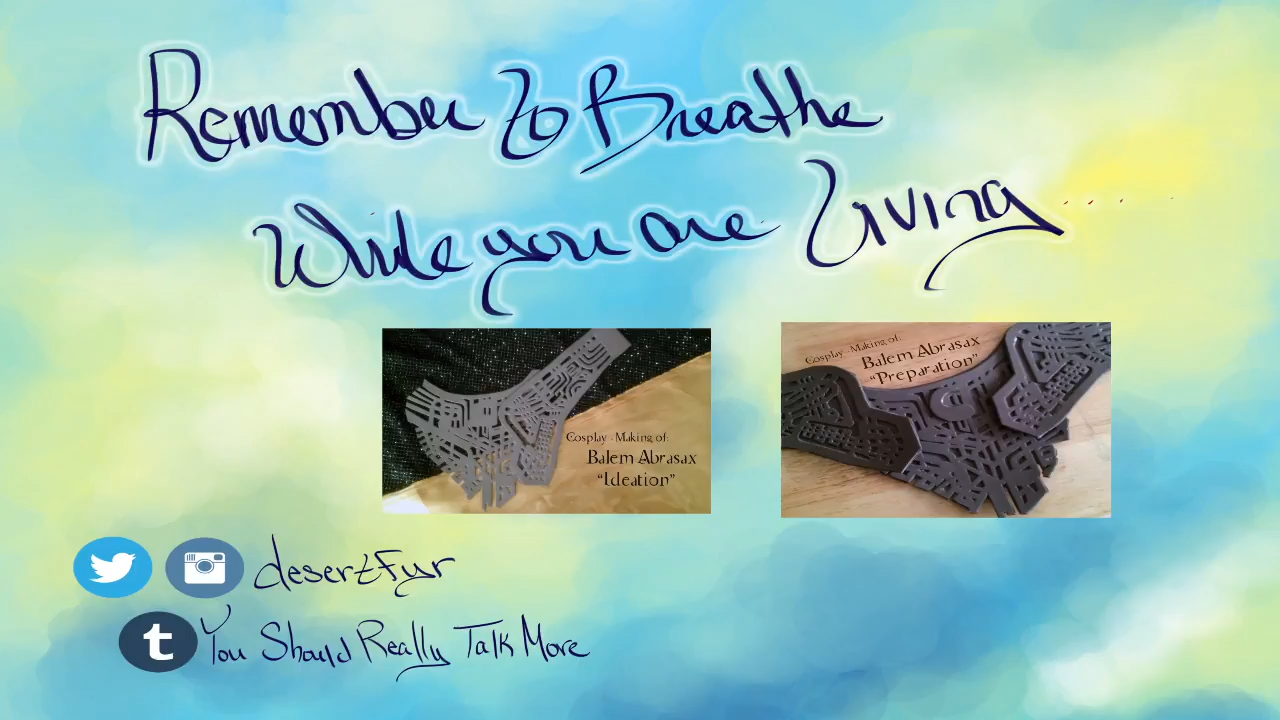 Remember to Breathe
While you are Living.....
Cosplay - Making of:
Balem Abrasax
"Ideation"
Cosplay - Making of:
Balem Abrasax
"Preparation"
desertFyr
You Should Really Talk More